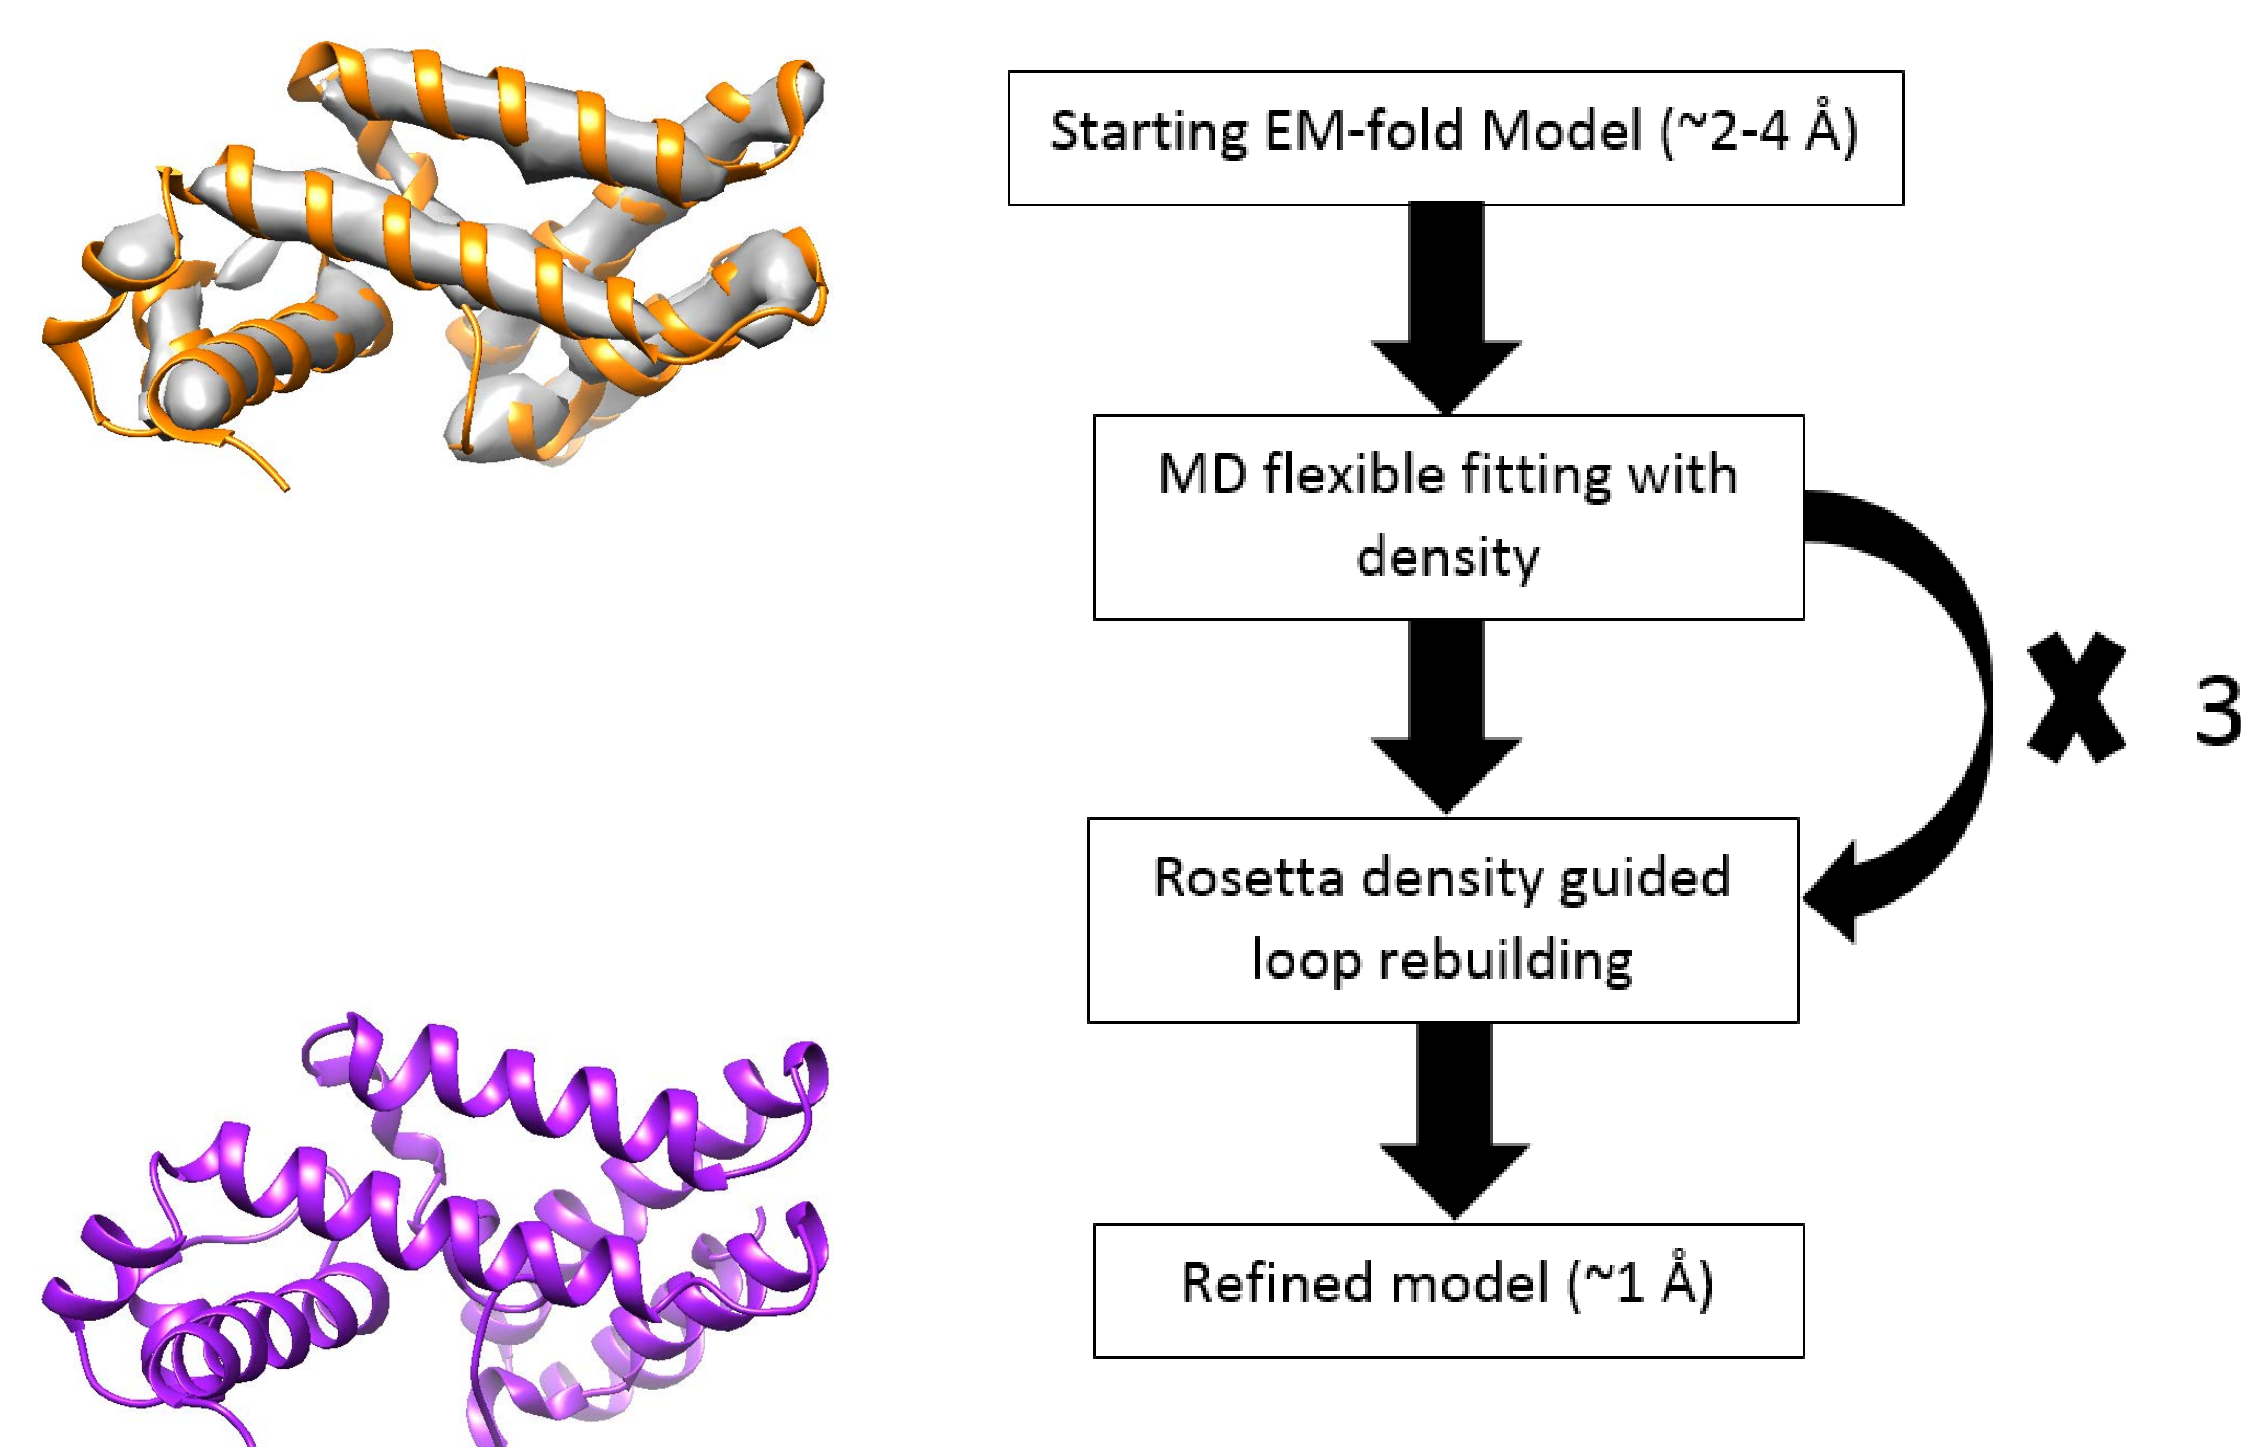 Starting EM-fold Model (~2-4 Å)
MD flexible fitting with
density
X 3
Rosetta density guided
loop rebuilding
Refined model (~1 Å)